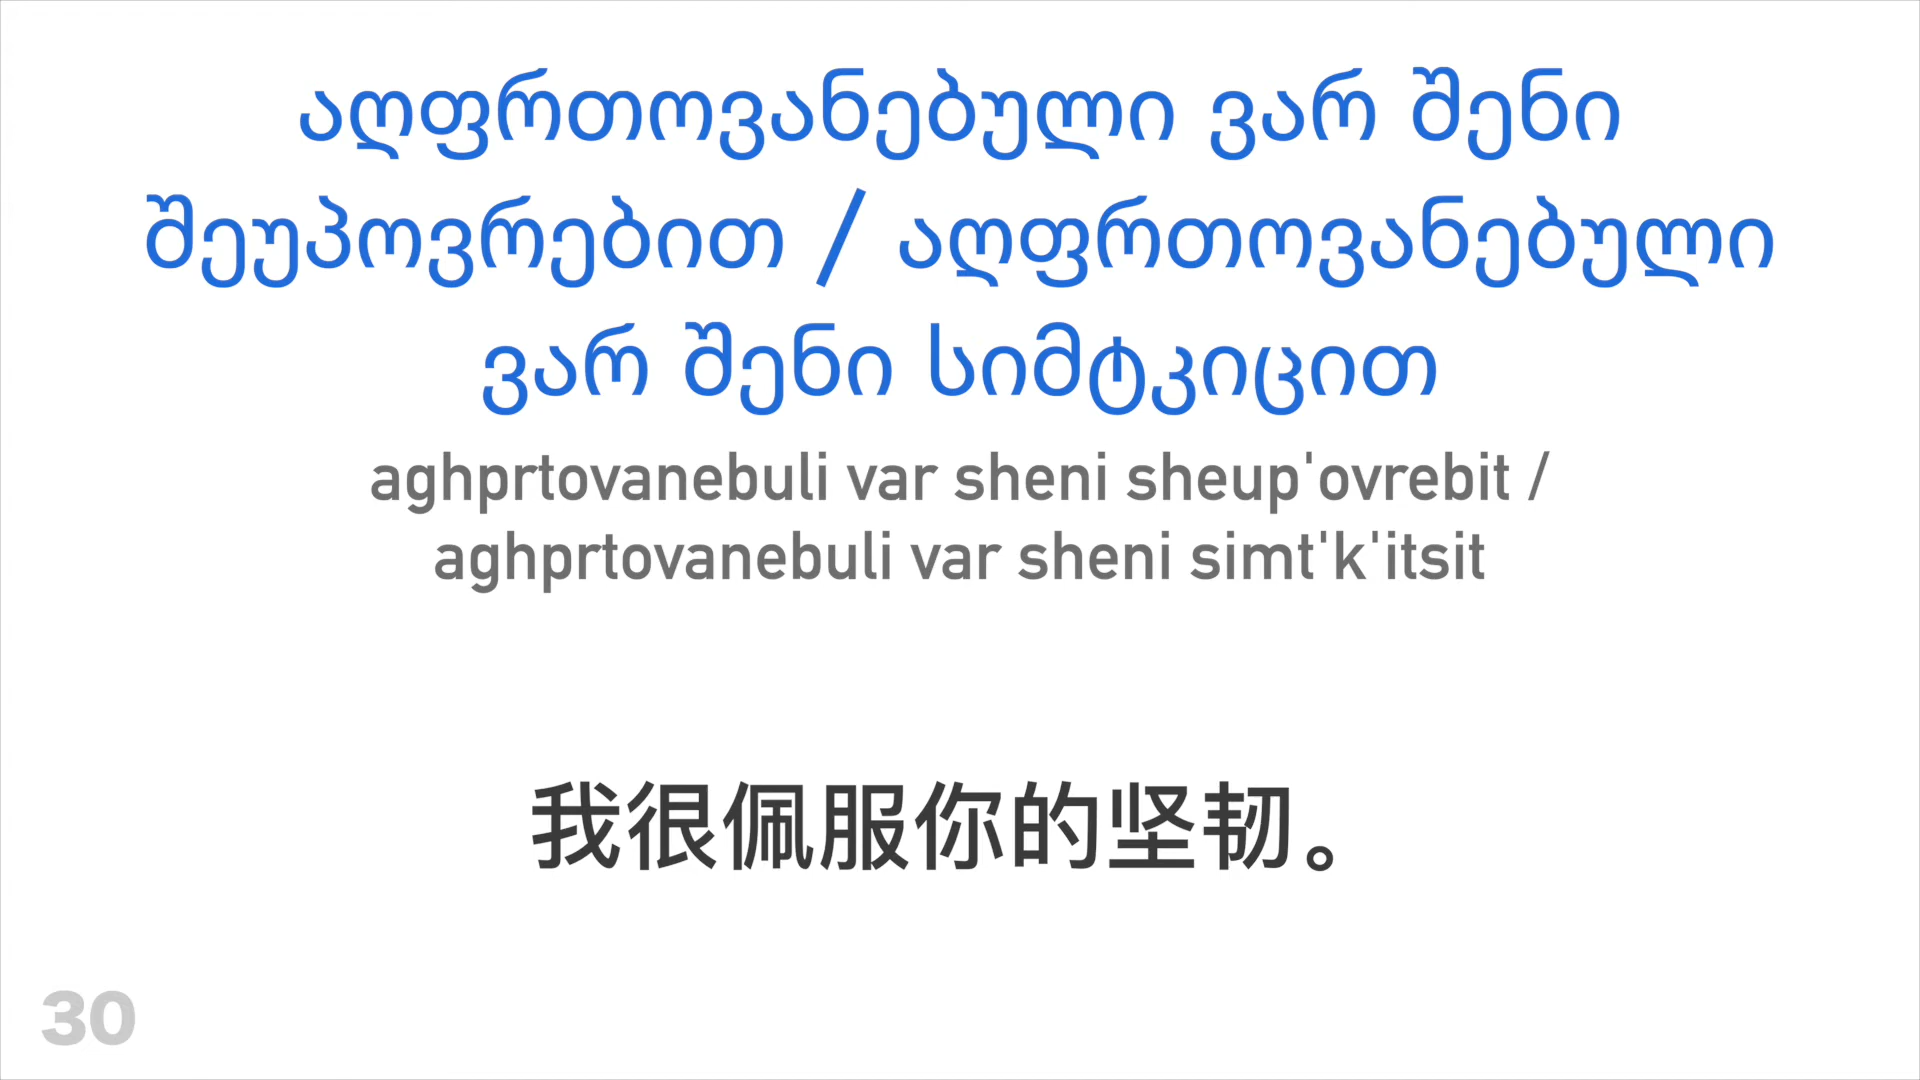 აღფრთოვანებული ვარ შენი
შეუპოვრებით / აღფრთოვანებული
ვარ შენი სიმტკიცით
aghprtovanebuli var sheni sheup'ovrebit /
aghprtovanebuli var sheni simt'k'itsit
我很佩服你的坚韧。
30